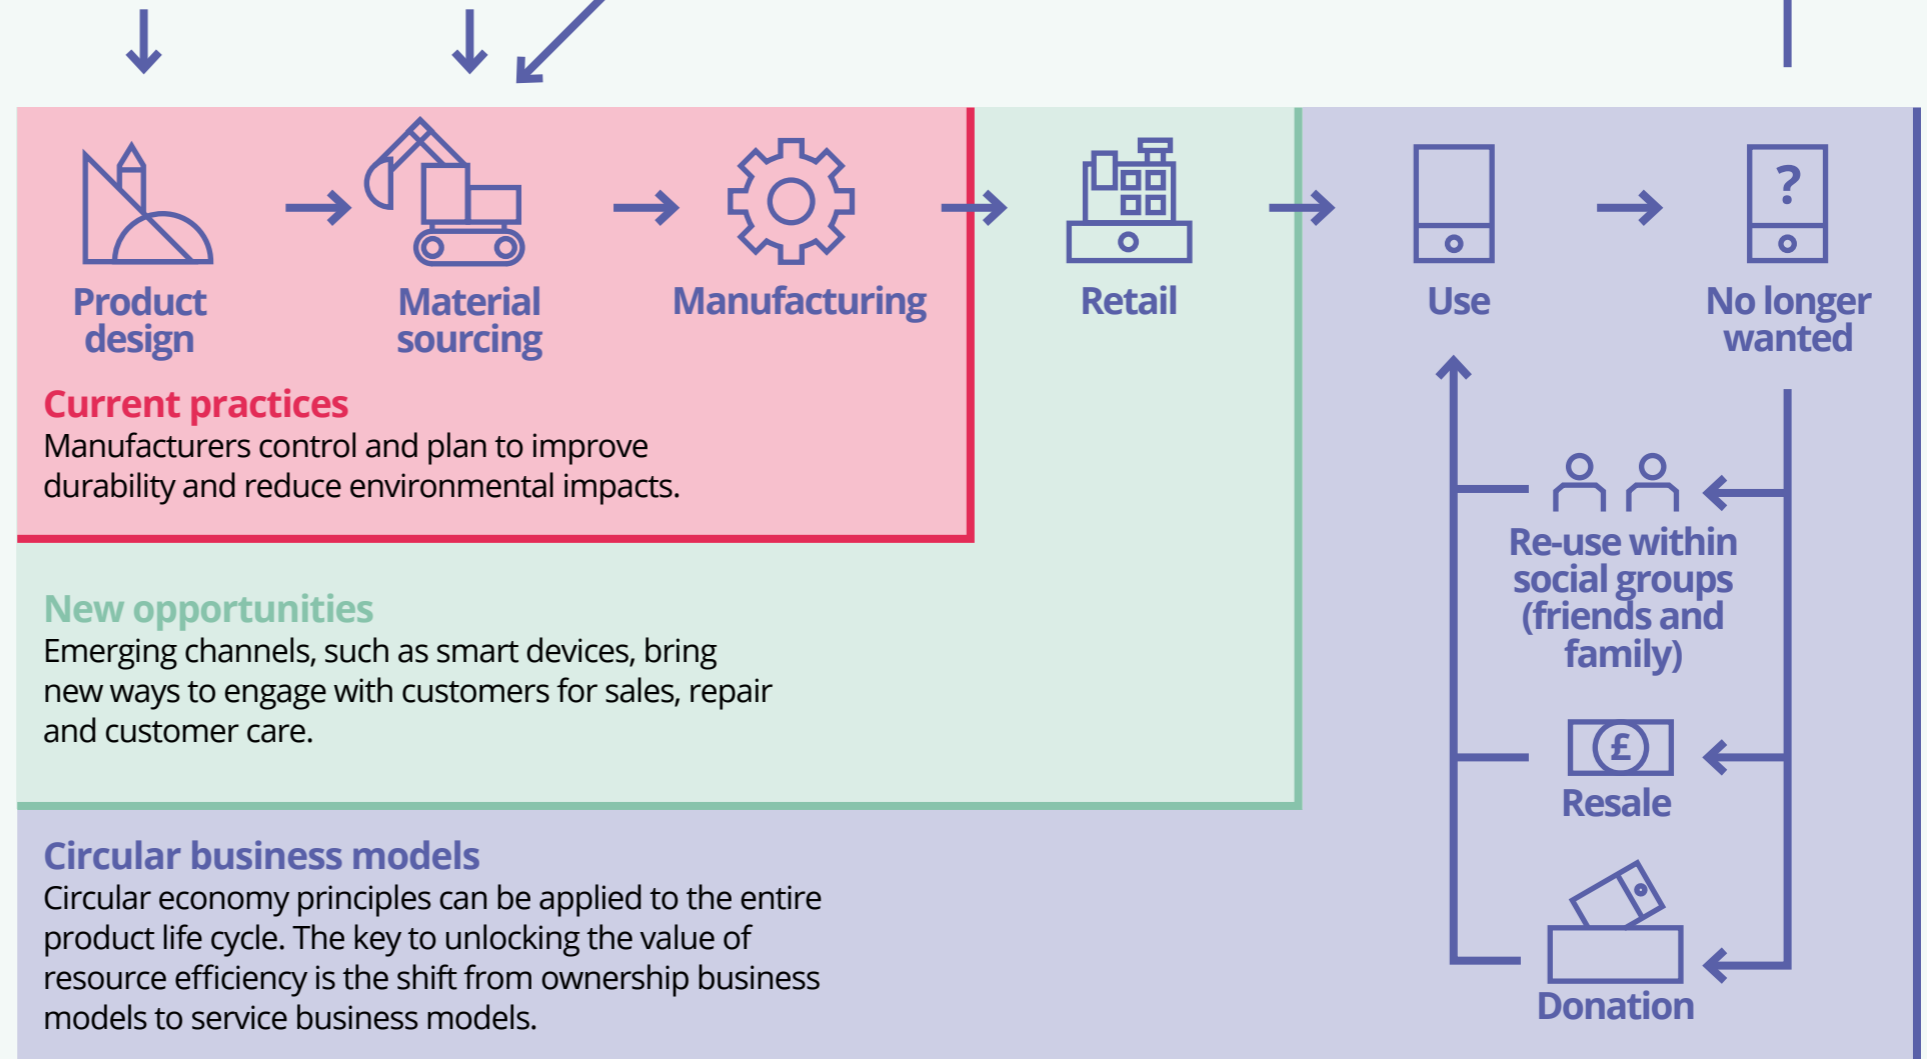 ?
Product
design
Material
sourcing
Manufacturing
Retail
Use
No longer
wanted
Current practices
Manufacturers control and plan to improve
durability and reduce environmental impacts.
New opportunities
Emerging channels, such as smart devices, bring
new ways to engage with customers for sales, repair
and customer care.
Circular business models
Circular economy principles can be applied to the entire
product life cycle. The key to unlocking the value of
resource efficiency is the shift from ownership business
models to service business models.
Re-use within
social groups
(friends and
family)
£
Resale
Donation